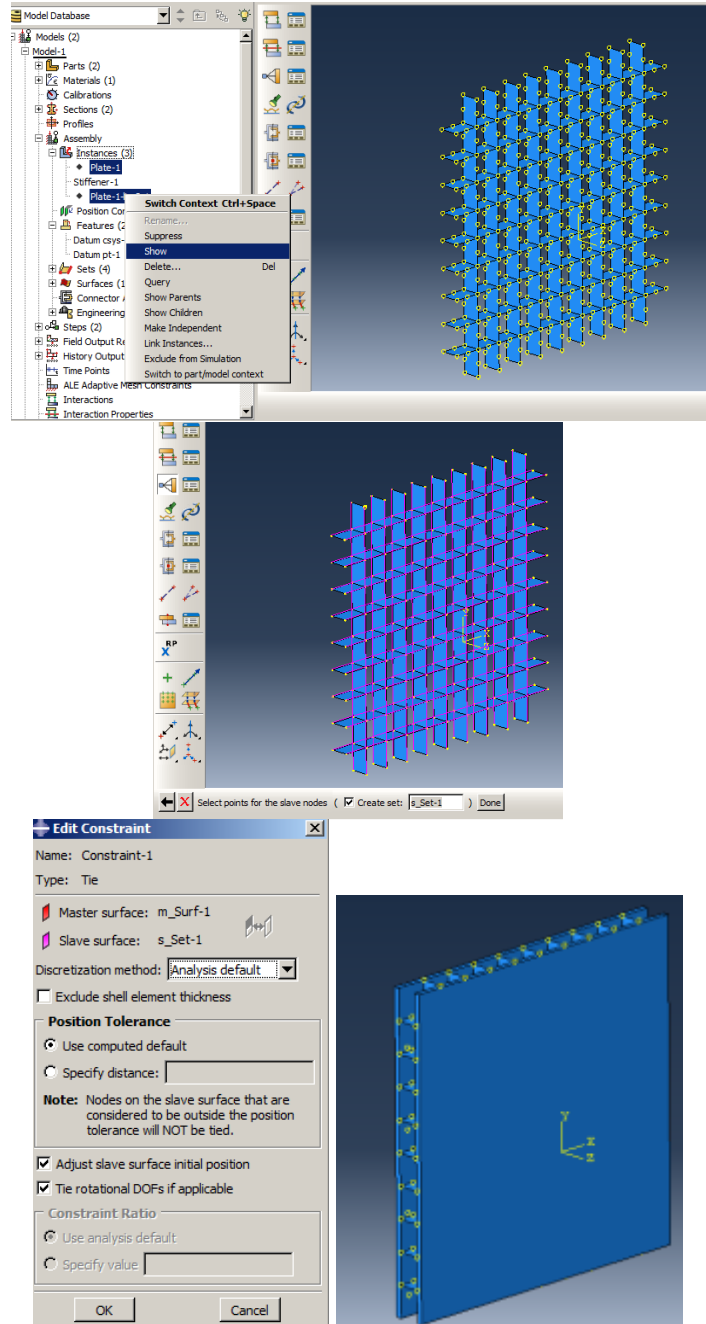 Model Database
Models (2)
Model-1
Parts (2)
Materials (1)
Calibrations
Sections (2)
Profiles
Assembly
Instances (3)
Plate-1
Stiffener-1
Plate-1-
Position Con
Features (2
Datum csys-
Datum pt-1
Sets (4)
Surfaces (1
Connector A
Engineering
Steps (2)
Field Output Re
History Output
Time Points
ALE Adaptive Mesh Constraints
Interactions
Interaction Properties
Switch Context Ctrl+Space
Rename...
Suppress
Show
Delete... Del
Query
Show Parents
Show Children
Make Independent
Link Instances...
Exclude from Simulation
Switch to part/model context
RP
X
Select points for the slave nodes ( Create set: s_Set-1 ) Done
Edit Constraint
Name: Constraint-1
Type: Tie
Master surface: m_Surf-1
Slave surface: s_Set-1
Discretization method: Analysis default
Exclude shell element thickness
Position Tolerance
Use computed default
Specify distance:
Note: Nodes on the slave surface that are
considered to be outside the position
tolerance will NOT be tied.
Adjust slave surface initial position
Tie rotational DOFs if applicable
Constraint Ratio
Use analysis default
Specify value
OK Cancel
Y
X
Z